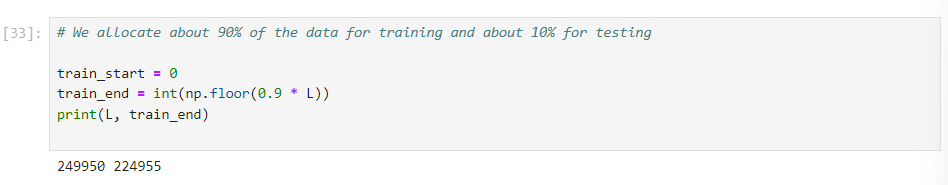 [33]: # We allocate about 90% of the data for training and about 10% for testing
train_start = 0
train_end = int(np.floor(0.9 * L))
print(L, train_end)
249950 224955